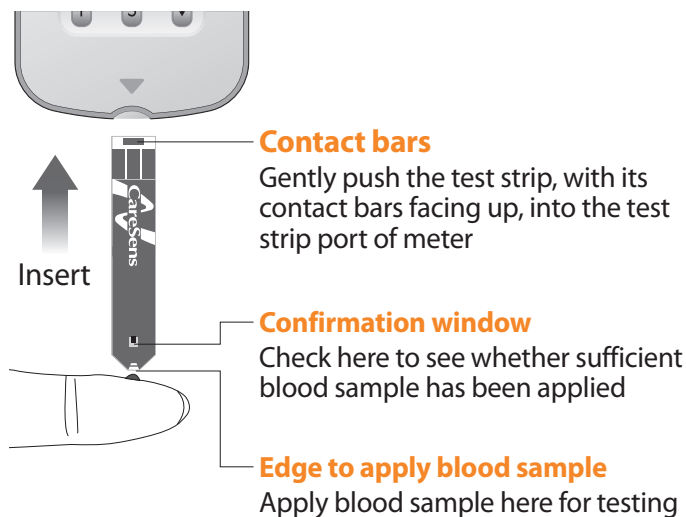 Contact bars
Gently push the test strip, with its
contact bars facing up, into the test
strip port of meter
Insert
CareSens
Confirmation window
Check here to see whether sufficient
blood sample has been applied
Edge to apply blood sample
Apply blood sample here for testing